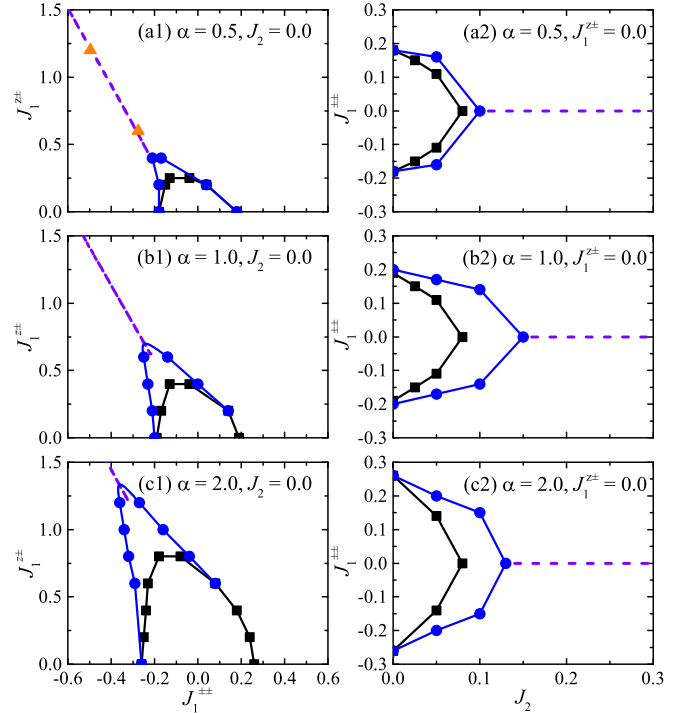 1.5
1.0
0.5
0.0
J₁ᶻ±
(a1) α = 0.5, J₂ = 0.0
0.3
0.2
0.1
0.0
-0.1
-0.2
-0.3
J₁±±
(a2) α = 0.5, J₁ᶻ± = 0.0
1.5
1.0
0.5
0.0
J₁ᶻ±
(b1) α = 1.0, J₂ = 0.0
0.3
0.2
0.1
0.0
-0.1
-0.2
-0.3
J₁±±
(b2) α = 1.0, J₁ᶻ± = 0.0
1.5
1.0
0.5
0.0
J₁ᶻ±
(c1) α = 2.0, J₂ = 0.0
-0.6 -0.4 -0.2 0.0 0.2 0.4 0.6
J₁±±
0.3
0.2
0.1
0.0
-0.1
-0.2
-0.3
J₁±±
(c2) α = 2.0, J₁ᶻ± = 0.0
0.0 0.1 0.2 0.3
J₂